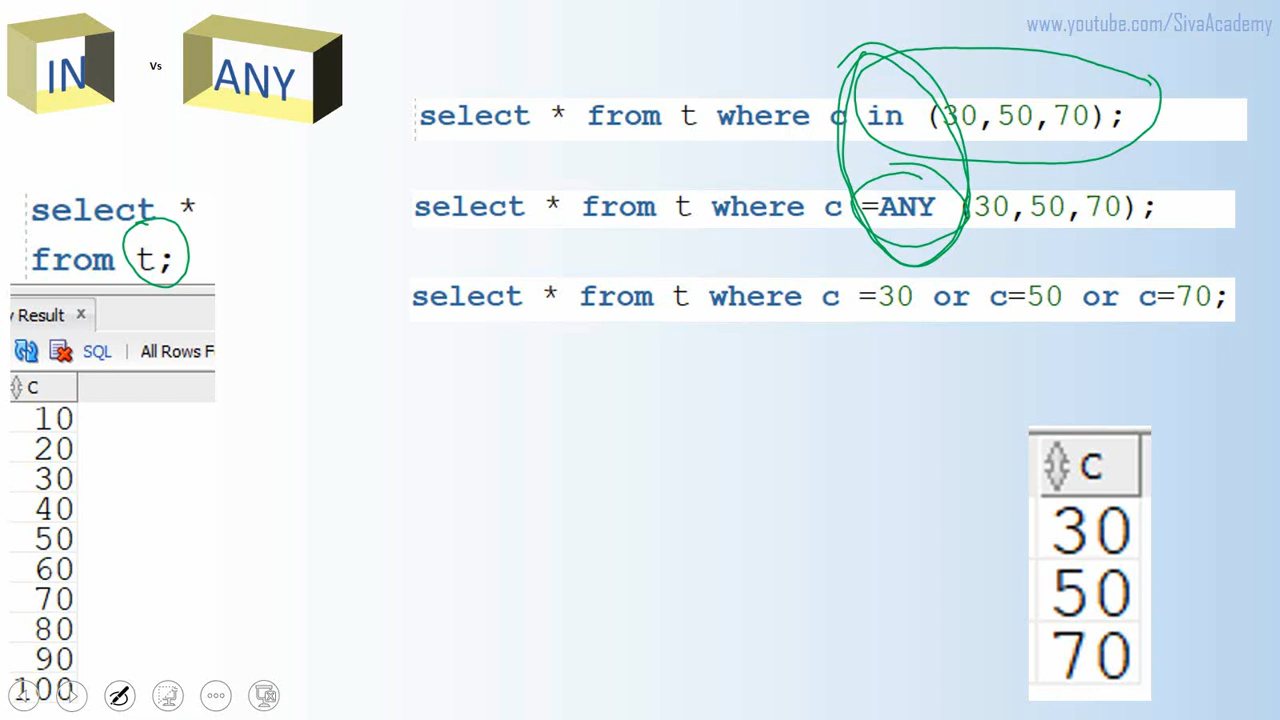 www.youtube.com/SivaAcademy
IN
Vs
ANY
select * from t where c in (30,50,70);
select * from t where c =ANY (30,50,70);
select * from t where c =30 or c=50 or c=70;
select *
from t;
y Result x
SQL | All Rows F
C
10
20
30
40
50
60
70
80
90
100
C
30
50
70